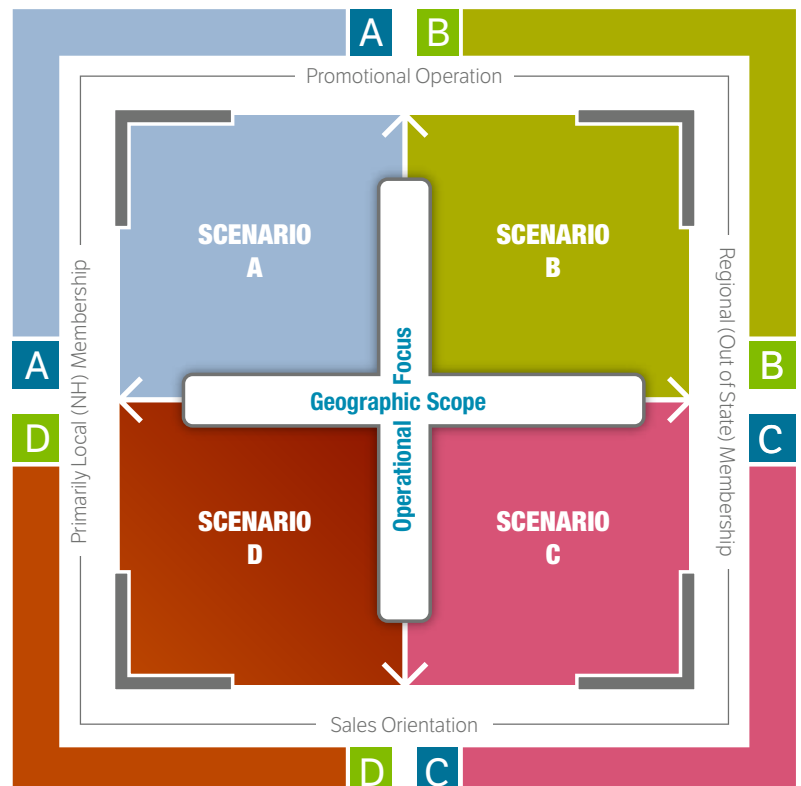 A B
Promotional Operation
SCENARIO
A
SCENARIO
B
Primarily Local (NH) Membership
Regional (Out of State) Membership
A
B
Operational Focus
Geographic Scope
D
C
SCENARIO
D
SCENARIO
C
Sales Orientation
D C